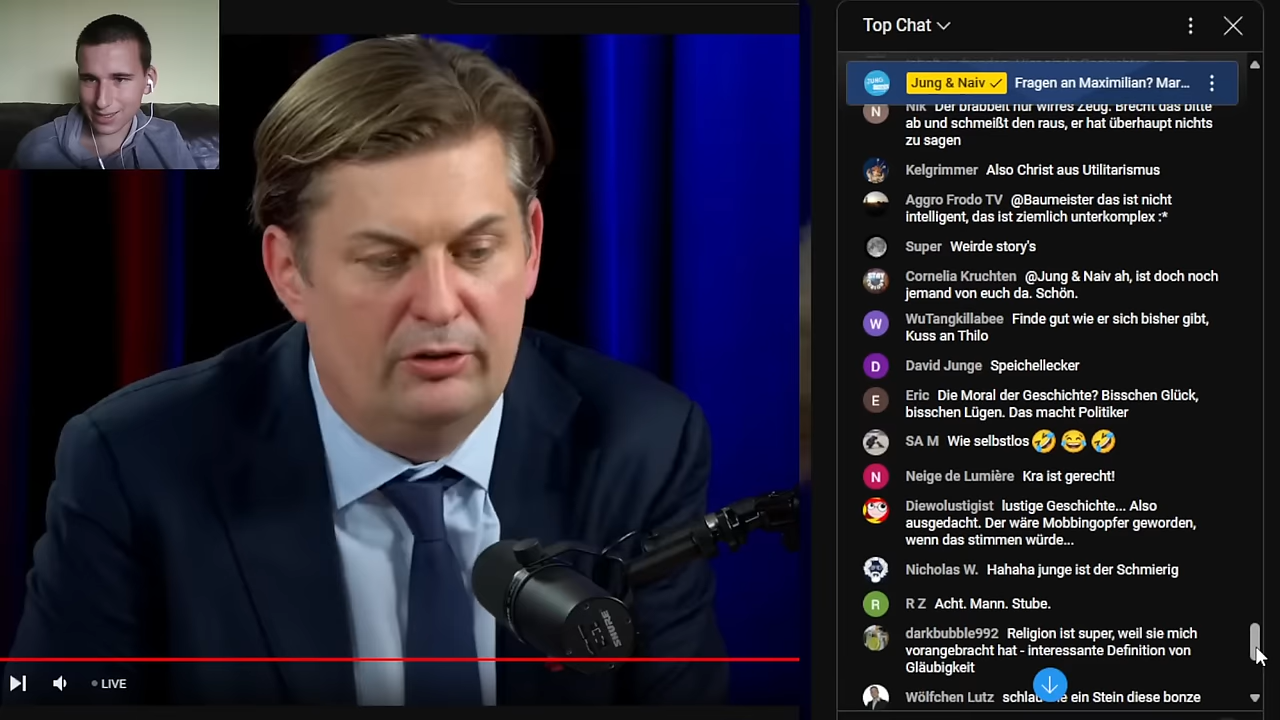 Top Chat
Jung & Naiv Fragen an Maximilian? Mar...
Nik Der brabbelt nur wirres Zeug. Brecht das bitte
ab und schmeißt den raus, er hat überhaupt nichts
zu sagen
Kelgrimmer Also Christ aus Utilitarismus
Aggro Frodo TV @Baumeister das ist nicht
intelligent, das ist ziemlich unterkomplex :*
Super Weirde story's
Cornelia Kruchten @Jung & Naiv ah, ist doch noch
jemand von euch da. Schön.
W WuTangkillabee Finde gut wie er sich bisher gibt,
Kuss an Thilo
D David Junge Speichellecker
E Eric Die Moral der Geschichte? Bisschen Glück,
bisschen Lügen. Das macht Politiker
SA M Wie selbstlos🤣😂🤣
N Neige de Lumière Kra ist gerecht!
Diewolustigist lustige Geschichte... Also
ausgedacht. Der wäre Mobbingopfer geworden,
wenn das stimmen würde...
Nicholas W. Hahaha junge ist der Schmierig
R R Z Acht. Mann. Stube.
darkbubble992 Religion ist super, weil sie mich
vorangebracht hat - interessante Definition von
Gläubigkeit
Wölfchen Lutz ein Stein diese bonze
SHURE
LIVE